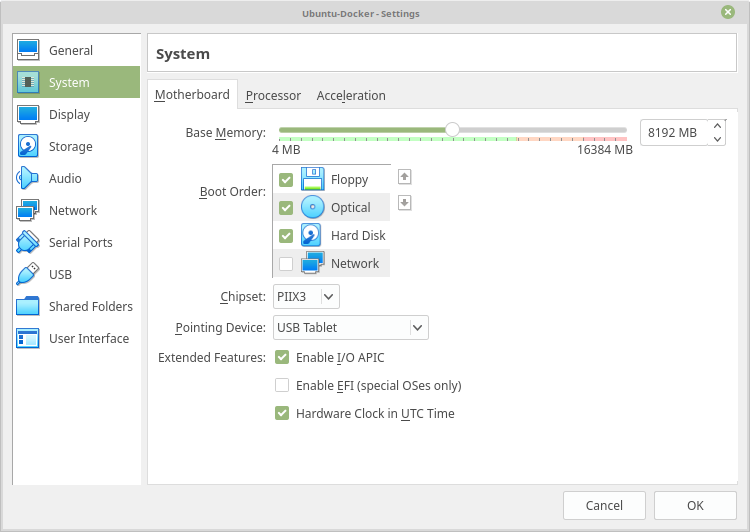 Ubuntu-Docker - Settings
General
System
Display
Storage
Audio
Network
Serial Ports
USB
Shared Folders
User Interface
System
Motherboard Processor Acceleration
Base Memory: 8192 MB
4 MB 16384 MB
Boot Order:
Floppy
Optical
Hard Disk
Network
Chipset: PIIX3
Pointing Device: USB Tablet
Extended Features: Enable I/O APIC
Enable EFI (special OSes only)
Hardware Clock in UTC Time
Cancel OK